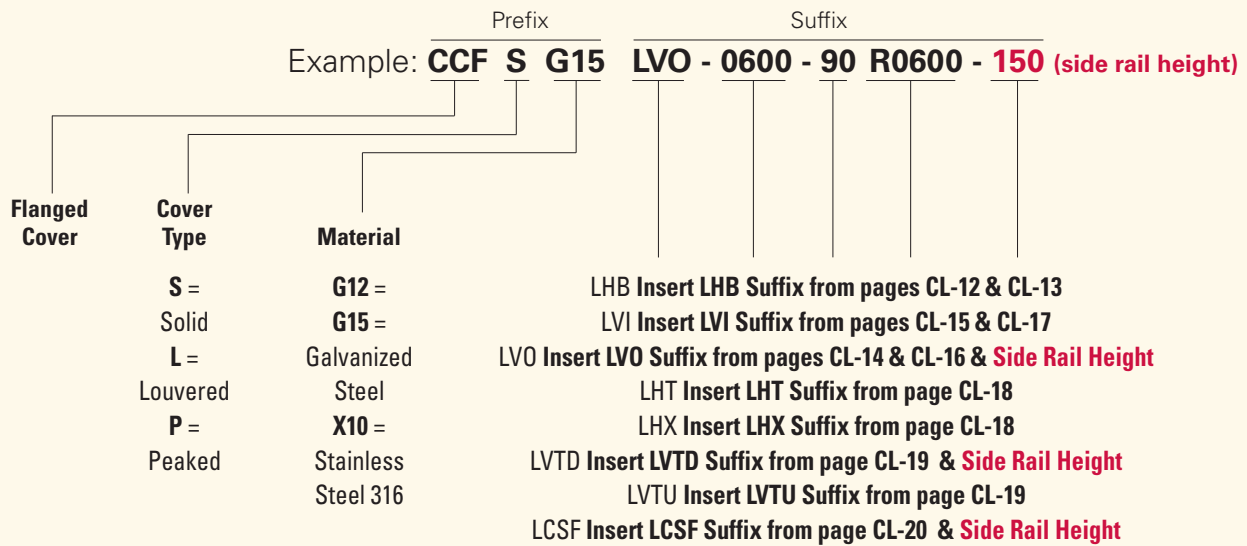 Prefix Suffix
Example: CCF S G15 LVO - 0600 - 90 R0600 - 150 (side rail height)
Flanged Cover
Cover Type
S =
Solid
L =
Louvered
P =
Peaked
Material
G12 =
G15 =
Galvanized
Steel
X10 =
Stainless
Steel 316
LHB Insert LHB Suffix from pages CL-12 & CL-13
LVI Insert LVI Suffix from pages CL-15 & CL-17
LVO Insert LVO Suffix from pages CL-14 & CL-16 & Side Rail Height
LHT Insert LHT Suffix from page CL-18
LHX Insert LHX Suffix from page CL-18
LVTD Insert LVTD Suffix from page CL-19 & Side Rail Height
LVTU Insert LVTU Suffix from page CL-19
LCSF Insert LCSF Suffix from page CL-20 & Side Rail Height